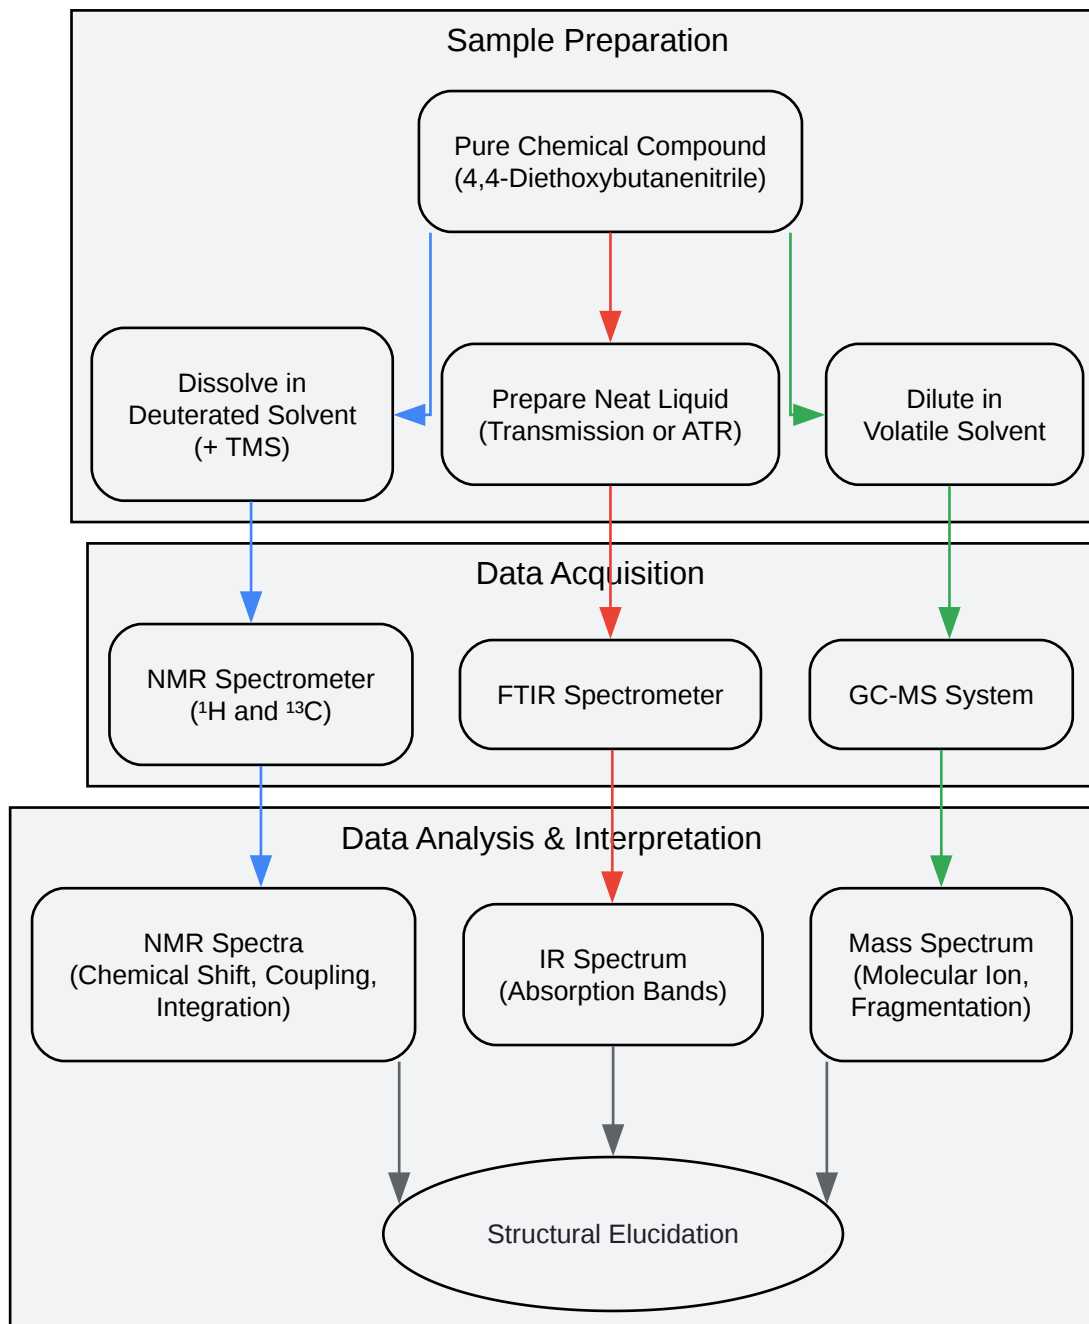 Sample Preparation
Pure Chemical Compound
(4,4-Diethoxybutanenitrile)
Dissolve in
Deuterated Solvent
(+ TMS)
Prepare Neat Liquid
(Transmission or ATR)
Dilute in
Volatile Solvent
Data Acquisition
NMR Spectrometer
(¹H and ¹³C)
FTIR Spectrometer
GC-MS System
Data Analysis & Interpretation
NMR Spectra
(Chemical Shift, Coupling,
Integration)
IR Spectrum
(Absorption Bands)
Mass Spectrum
(Molecular Ion,
Fragmentation)
Structural Elucidation